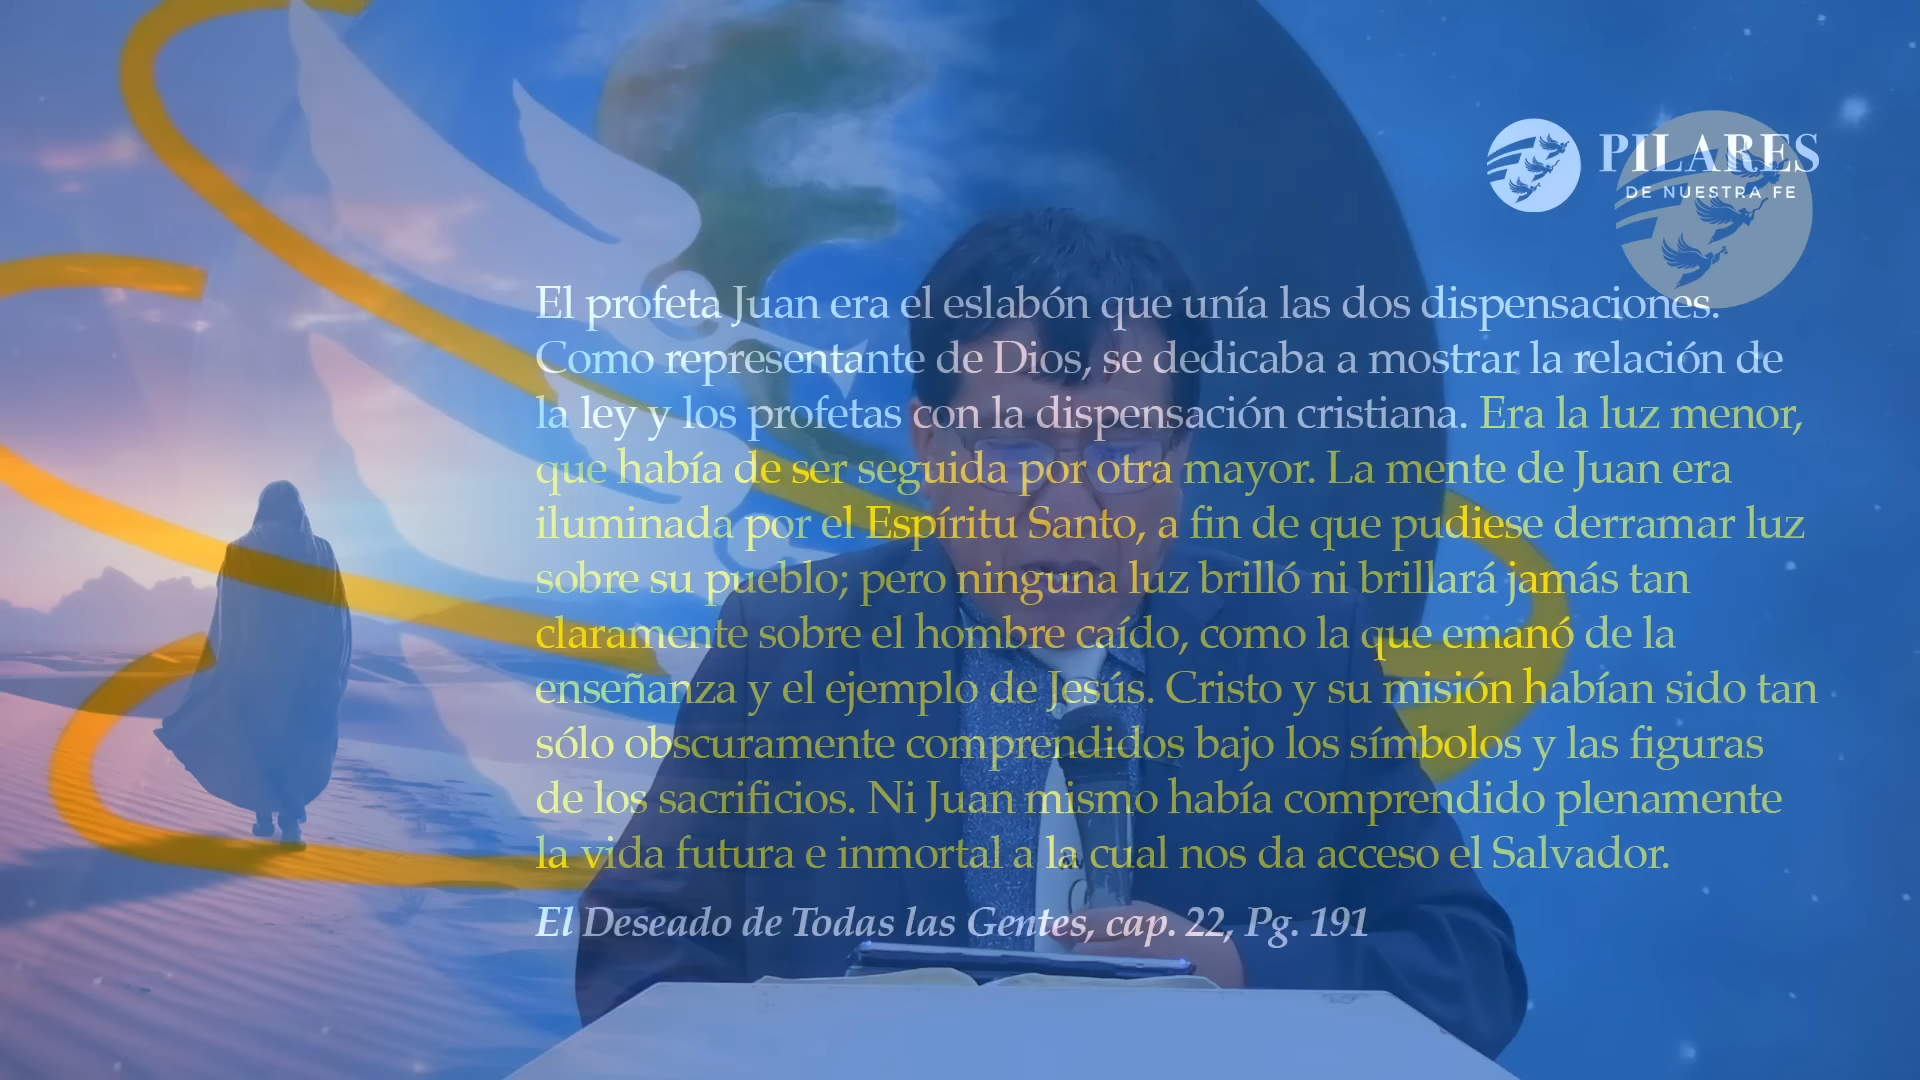 PILARES
DE NUESTRA FE
El profeta Juan era el eslabón que unía las dos dispensaciones.
Como representante de Dios, se dedicaba a mostrar la relación de
la ley y los profetas con la dispensación cristiana. Era la luz menor,
que había de ser seguida por otra mayor. La mente de Juan era
iluminada por el Espíritu Santo, a fin de que pudiese derramar luz
sobre su pueblo; pero ninguna luz brilló ni brillará jamás tan
claramente sobre el hombre caído, como la que emanó de la
enseñanza y el ejemplo de Jesús. Cristo y su misión habían sido tan
sólo obscuramente comprendidos bajo los símbolos y las figuras
de los sacrificios. Ni Juan mismo había comprendido plenamente
la vida futura e inmortal a la cual nos da acceso el Salvador.
El Deseado de Todas las Gentes, cap. 22, Pg. 191